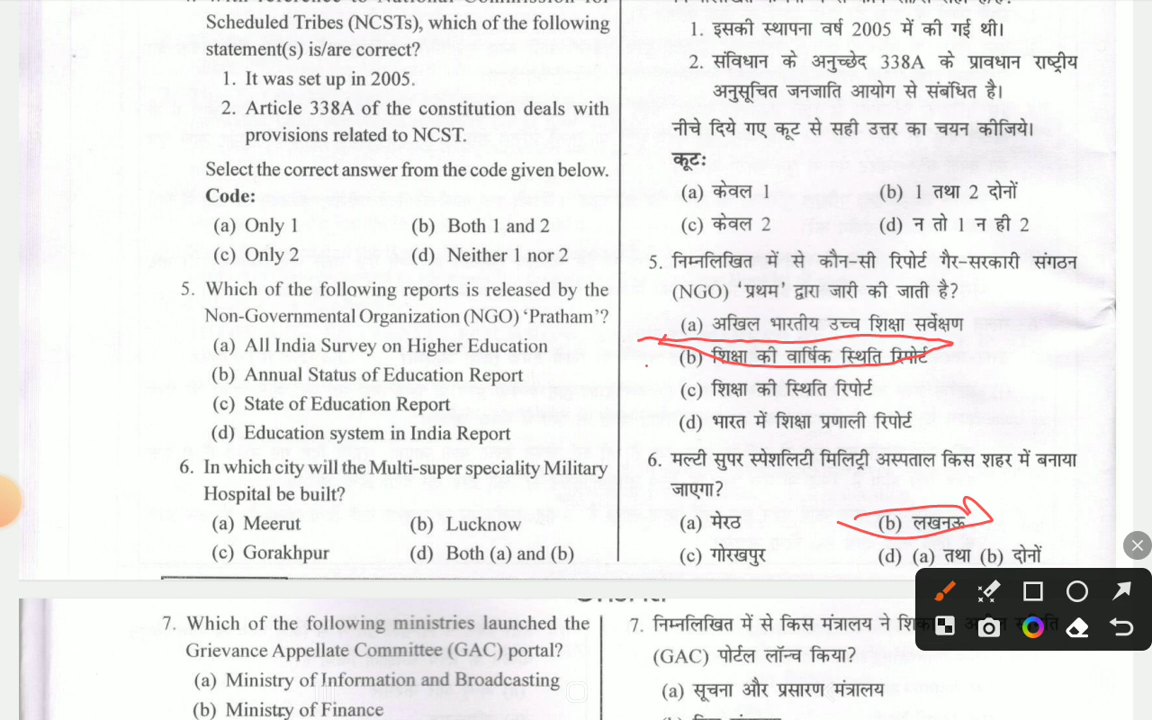 Scheduled Tribes (NCSTs), which of the following
statement(s) is/are correct?
1. It was set up in 2005.
2. Article 338A of the constitution deals with
provisions related to NCST.
Select the correct answer from the code given below.
Code:
(a) Only 1 (b) Both 1 and 2
(c) Only 2 (d) Neither 1 nor 2
5. Which of the following reports is released by the
Non-Governmental Organization (NGO) ‘Pratham’?
(a) All India Survey on Higher Education
(b) Annual Status of Education Report
(c) State of Education Report
(d) Education system in India Report
6. In which city will the Multi-super speciality Military
Hospital be built?
(a) Meerut (b) Lucknow
(c) Gorakhpur (d) Both (a) and (b)
1. इसकी स्थापना वर्ष 2005 में की गई थी।
2. संविधान के अनुच्छेद 338A के प्रावधान राष्ट्रीय
अनुसूचित जनजाति आयोग से संबंधित है।
नीचे दिये गए कूट से सही उत्तर का चयन कीजिये।
कूट:
(a) केवल 1 (b) 1 तथा 2 दोनों
(c) केवल 2 (d) न तो 1 न ही 2
5. निम्नलिखित में से कौन-सी रिपोर्ट गैर-सरकारी संगठन
(NGO) ‘प्रथम’ द्वारा जारी की जाती है?
(a) अखिल भारतीय उच्च शिक्षा सर्वेक्षण
(b) शिक्षा की वार्षिक स्थिति रिपोर्ट
(c) शिक्षा की स्थिति रिपोर्ट
(d) भारत में शिक्षा प्रणाली रिपोर्ट
6. मल्टी सुपर स्पेशलिटी मिलिट्री अस्पताल किस शहर में बनाया
जाएगा?
(a) मेरठ (b) लखनऊ
(c) गोरखपुर (d) (a) तथा (b) दोनों
7. Which of the following ministries launched the
Grievance Appellate Committee (GAC) portal?
(a) Ministry of Information and Broadcasting
(b) Ministry of Finance
7. निम्नलिखित में से किस मंत्रालय ने
(GAC) पोर्टल लॉन्च किया?
(a) सूचना और प्रसारण मंत्रालय